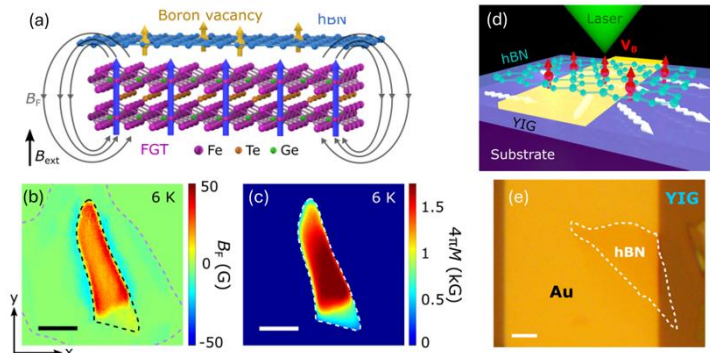 (a)
Boron vacancy
hBN
B_F
B_ext
FGT
Fe
Te
Ge
(b)
6 K
50
0
-50
B_F (G)
y
x
(c)
6 K
1.5
1
0.5
0
4πM (kG)
(d)
Laser
hBN
V_B
YIG
Substrate
(e)
YIG
hBN
Au